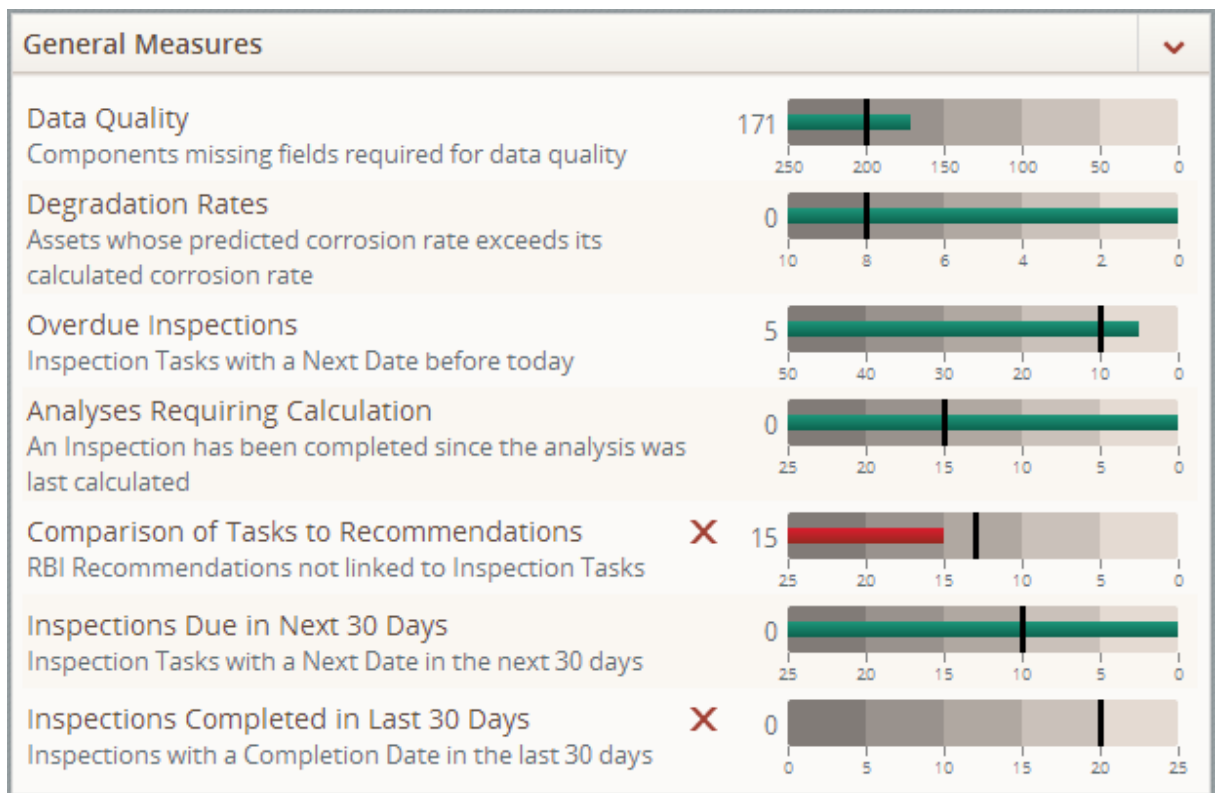 General Measures
Data Quality
Components missing fields required for data quality
171
250 200 150 100 50 0
Degradation Rates
Assets whose predicted corrosion rate exceeds its
calculated corrosion rate
0
10 8 6 4 2 0
Overdue Inspections
Inspection Tasks with a Next Date before today
5
50 40 30 20 10 0
Analyses Requiring Calculation
An Inspection has been completed since the analysis was
last calculated
0
25 20 15 10 5 0
Comparison of Tasks to Recommendations
RBI Recommendations not linked to Inspection Tasks
15
25 20 15 10 5 0
Inspections Due in Next 30 Days
Inspection Tasks with a Next Date in the next 30 days
0
25 20 15 10 5 0
Inspections Completed in Last 30 Days
Inspections with a Completion Date in the last 30 days
0
0 5 10 15 20 25